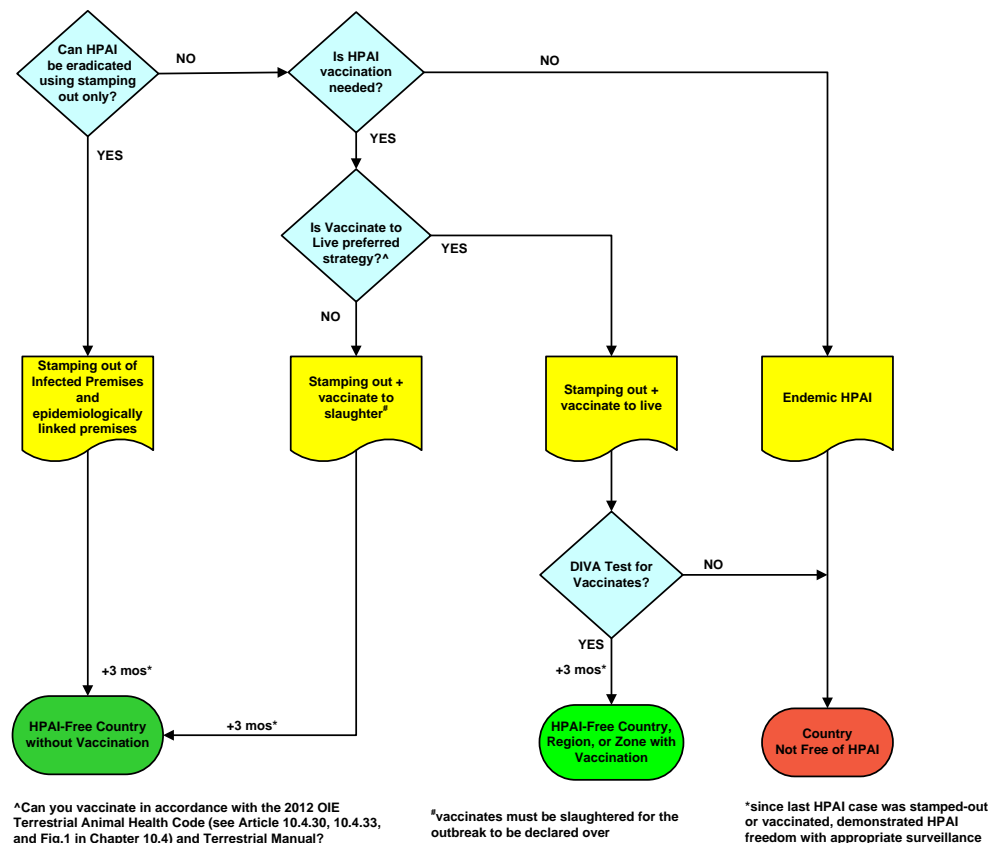 Can HPAI
be eradicated
using stamping
out only?
NO
Is HPAI
vaccination
needed?
NO
YES
YES
Is Vaccinate to
Live preferred
strategy?^
YES
NO
Stamping out of
Infected Premises
and
epidemiologically
linked premises
Stamping out +
vaccinate to
slaughter#
Stamping out +
vaccinate to live
Endemic HPAI
DIVA Test for
Vaccinates?
NO
YES
+3 mos*
+3 mos*
+3 mos*
HPAI-Free Country
without Vaccination
HPAI-Free Country,
Region, or Zone with
Vaccination
Country
Not Free of HPAI
^Can you vaccinate in accordance with the 2012 OIE
Terrestrial Animal Health Code (see Article 10.4.30, 10.4.33,
and Fig.1 in Chapter 10.4) and Terrestrial Manual?
#vaccinates must be slaughtered for the
outbreak to be declared over
*since last HPAI case was stamped-out
or vaccinated, demonstrated HPAI
freedom with appropriate surveillance